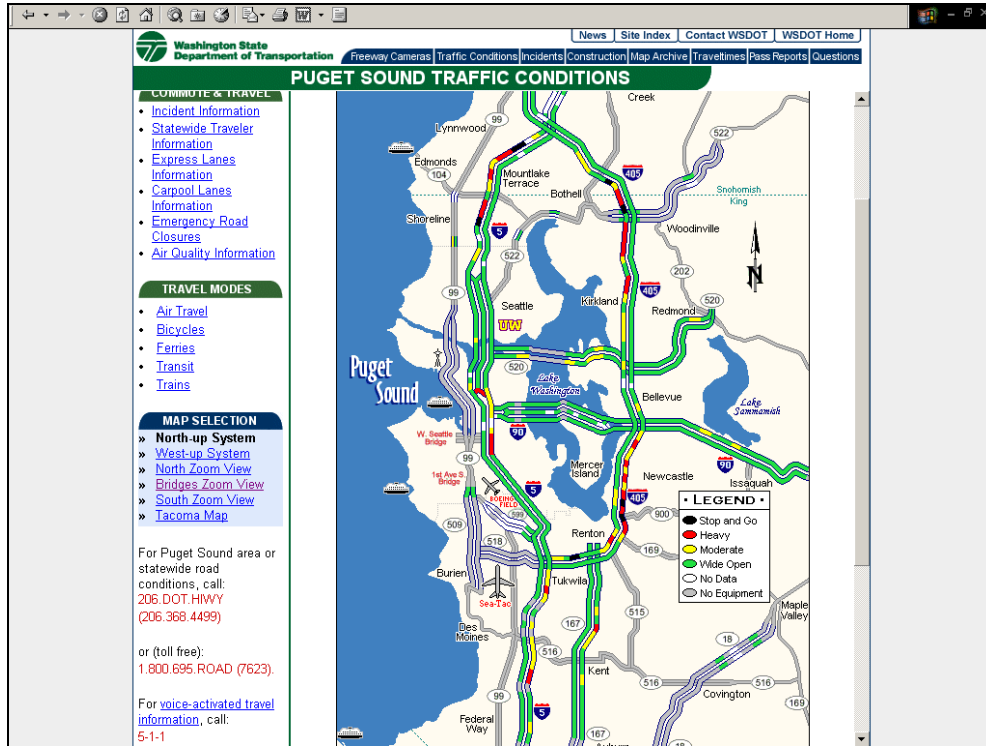 News
Site Index
Contact WSDOT
WSDOT Home
Washington State
Department of Transportation
Freeway Cameras
Traffic Conditions
Incidents
Construction
Map Archive
Traveltimes
Pass Reports
Questions
PUGET SOUND TRAFFIC CONDITIONS
COMMUTE & TRAVEL
• Incident Information
• Statewide Traveler
Information
• Express Lanes
Information
• Carpool Lanes
Information
• Emergency Road
Closures
• Air Quality Information
TRAVEL MODES
• Air Travel
• Bicycles
• Ferries
• Transit
• Trains
MAP SELECTION
» North-up System
» West-up System
» North Zoom View
» Bridges Zoom View
» South Zoom View
» Tacoma Map
For Puget Sound area or
statewide road
conditions, call:
206.DOT.HIWY
(206.368.4499)
or (toll free):
1.800.695.ROAD (7623).
For voice-activated travel
information, call:
5-1-1
Creek
99
Lynnwood
522
Edmonds
104
Mountlake
Terrace
405
Bothell
Snohomish
King
Shoreline
5
Woodinville
522
N
202
99
405
Seattle
Kirkland
520
Redmond
UW
Puget
Sound
520
Lake
Washington
Bellevue
Lake
Sammamish
W. Seattle
Bridge
90
99
Mercer
Island
Newcastle
90
1st Ave S.
Bridge
5
405
Issaquah
BOEING
FIELD
599
509
518
Renton
900
169
LEGEND
Stop and Go
Heavy
Moderate
Wide Open
No Data
No Equipment
Burien
Tukwila
Sea-Tac
Maple
Valley
Des
Moines
167
515
18
516
Kent
516
516
99
Covington
169
5
Federal
Way
167
18
Auburn